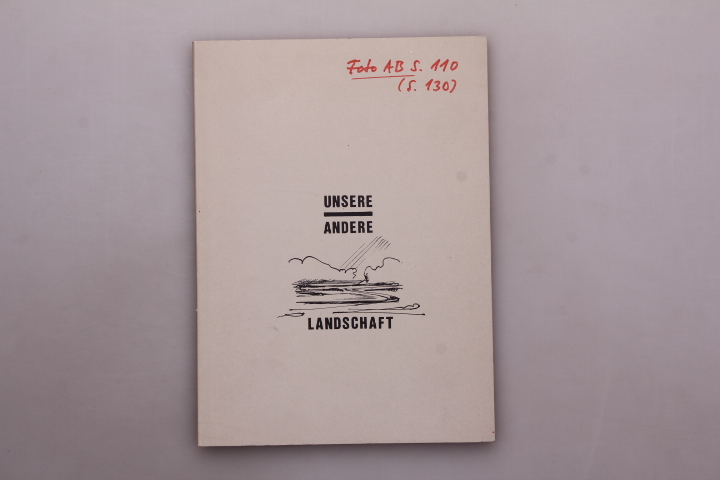 Foto AB S. 110
(S. 130)
UNSERE
ANDERE
LANDSCHAFT